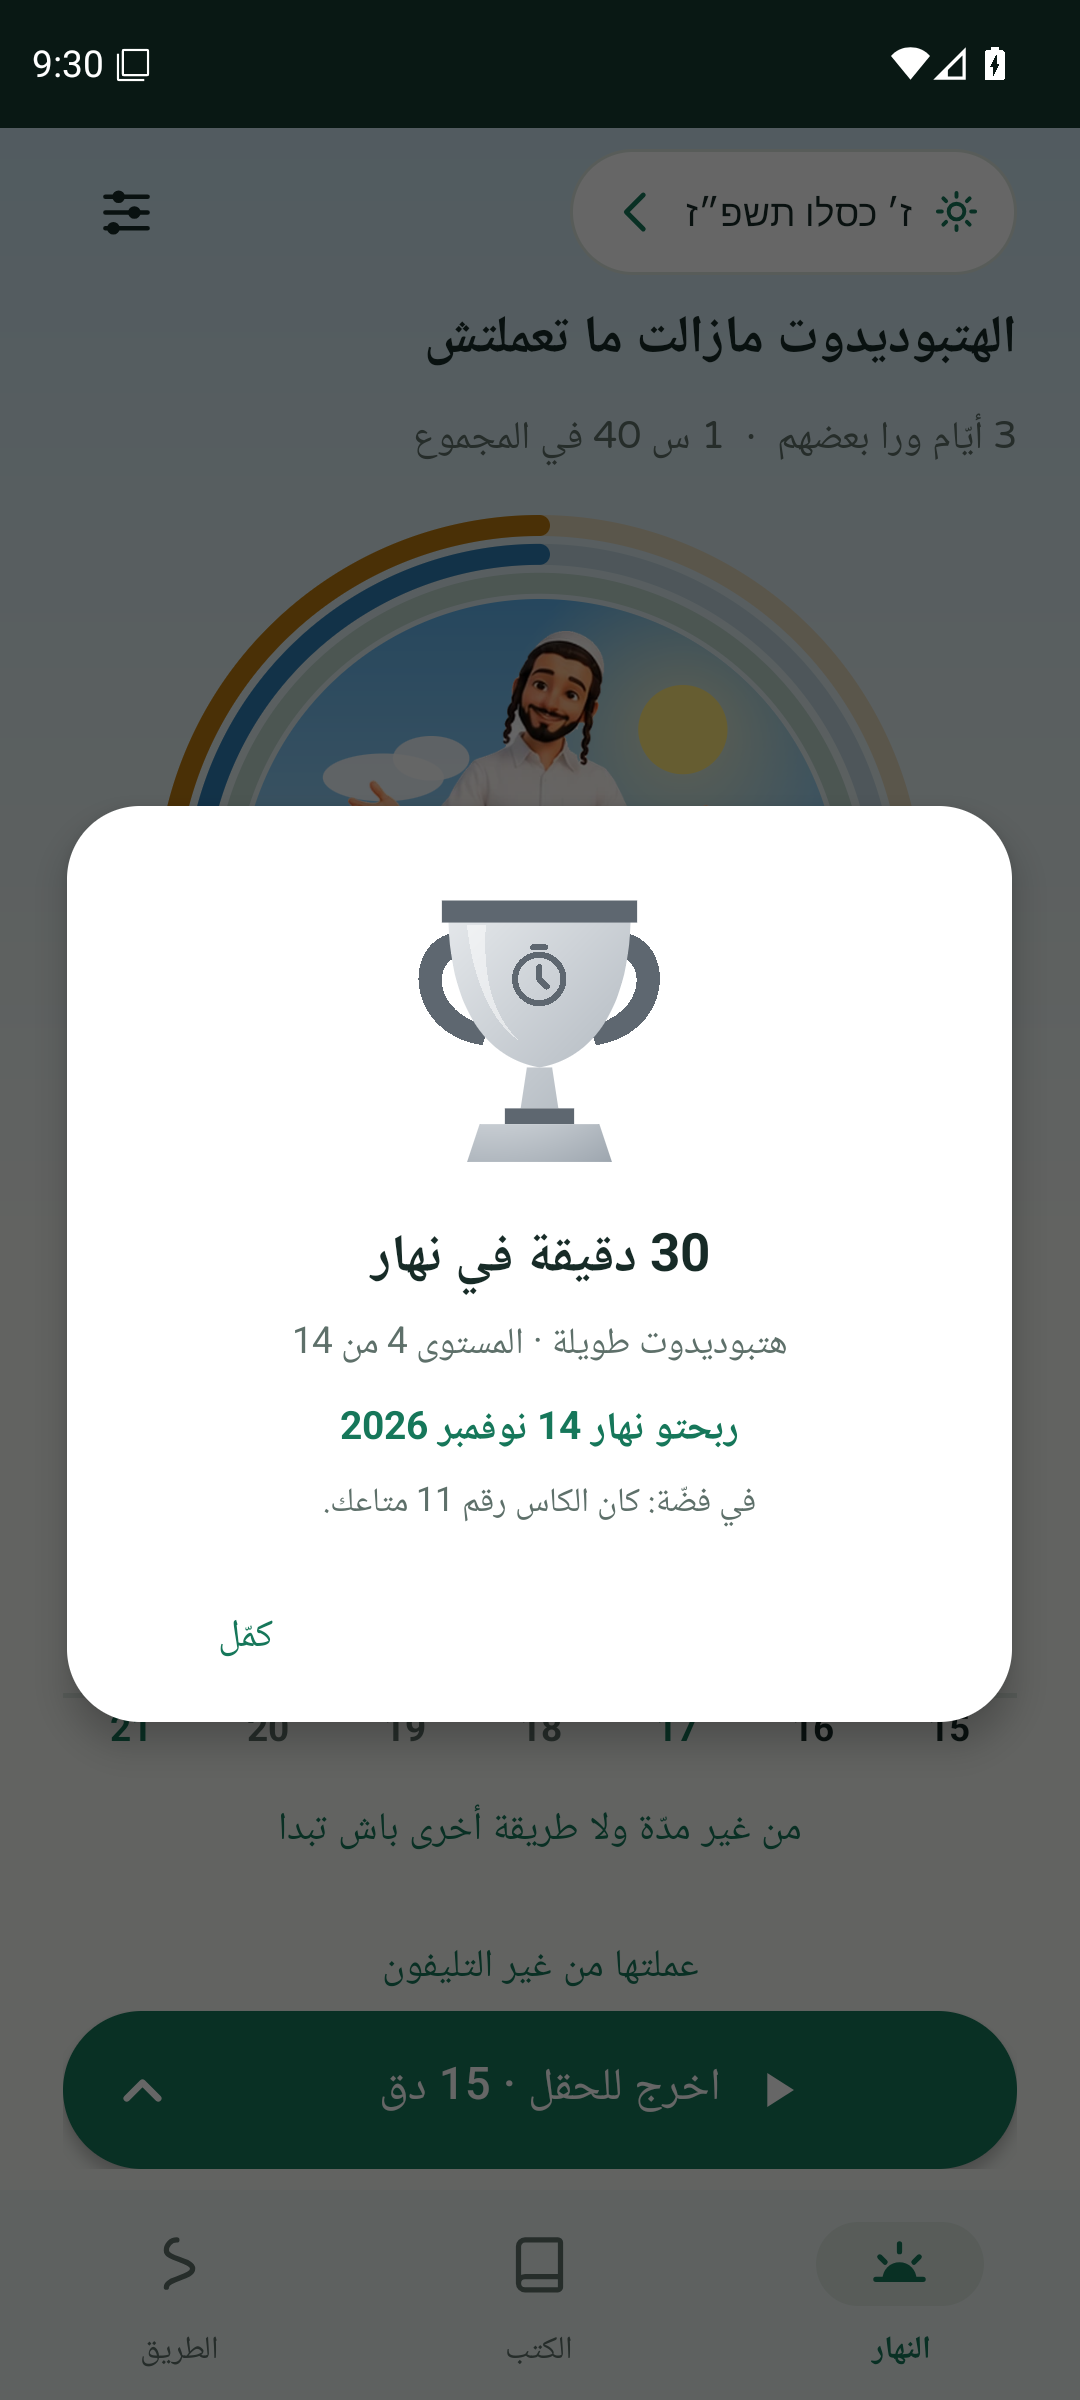 9:30
ז׳ כסלו תשפ״ז
الهتبوديدوت مازالت ما تعملتش
3 أيّام ورا بعضهم · 1 س 40 في المجموع
30 دقيقة في نهار
هتبوديدوت طويلة · المستوى 4 من 14
ربحتو نهار 14 نوفمبر 2026
في فضّة: كان الكاس رقم 11 متاعك.
كمّل
15 16 17 18 19 20 21
من غير مدّة ولا طريقة أخرى باش تبدا
عملتها من غير التليفون
اخرج للحقل · 15 دق
النهار
الكتب
الطريق